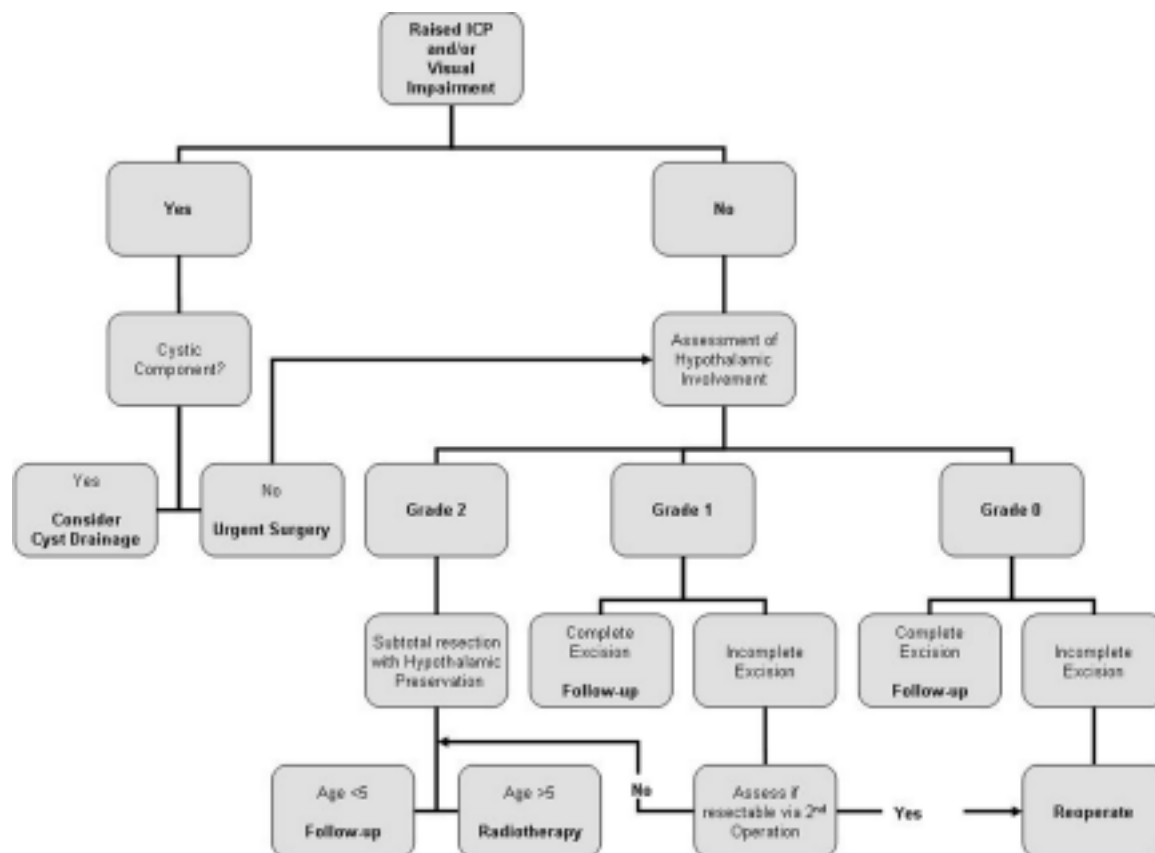 Raised ICP
and/or
Visual
Impairment
Yes
No
Cystic
Component?
Assessment of
Hypothalamic
Involvement
Yes
Consider
Cyst Drainage
No
Urgent Surgery
Grade 2
Grade 1
Grade 0
Subtotal resection
with Hypothalamic
Preservation
Complete
Excision
Follow-up
Incomplete
Excision
Complete
Excision
Follow-up
Incomplete
Excision
Age <5
Follow-up
Age >5
Radiotherapy
No
Assess if
resectable via 2nd
Operation
Yes
Reoperate